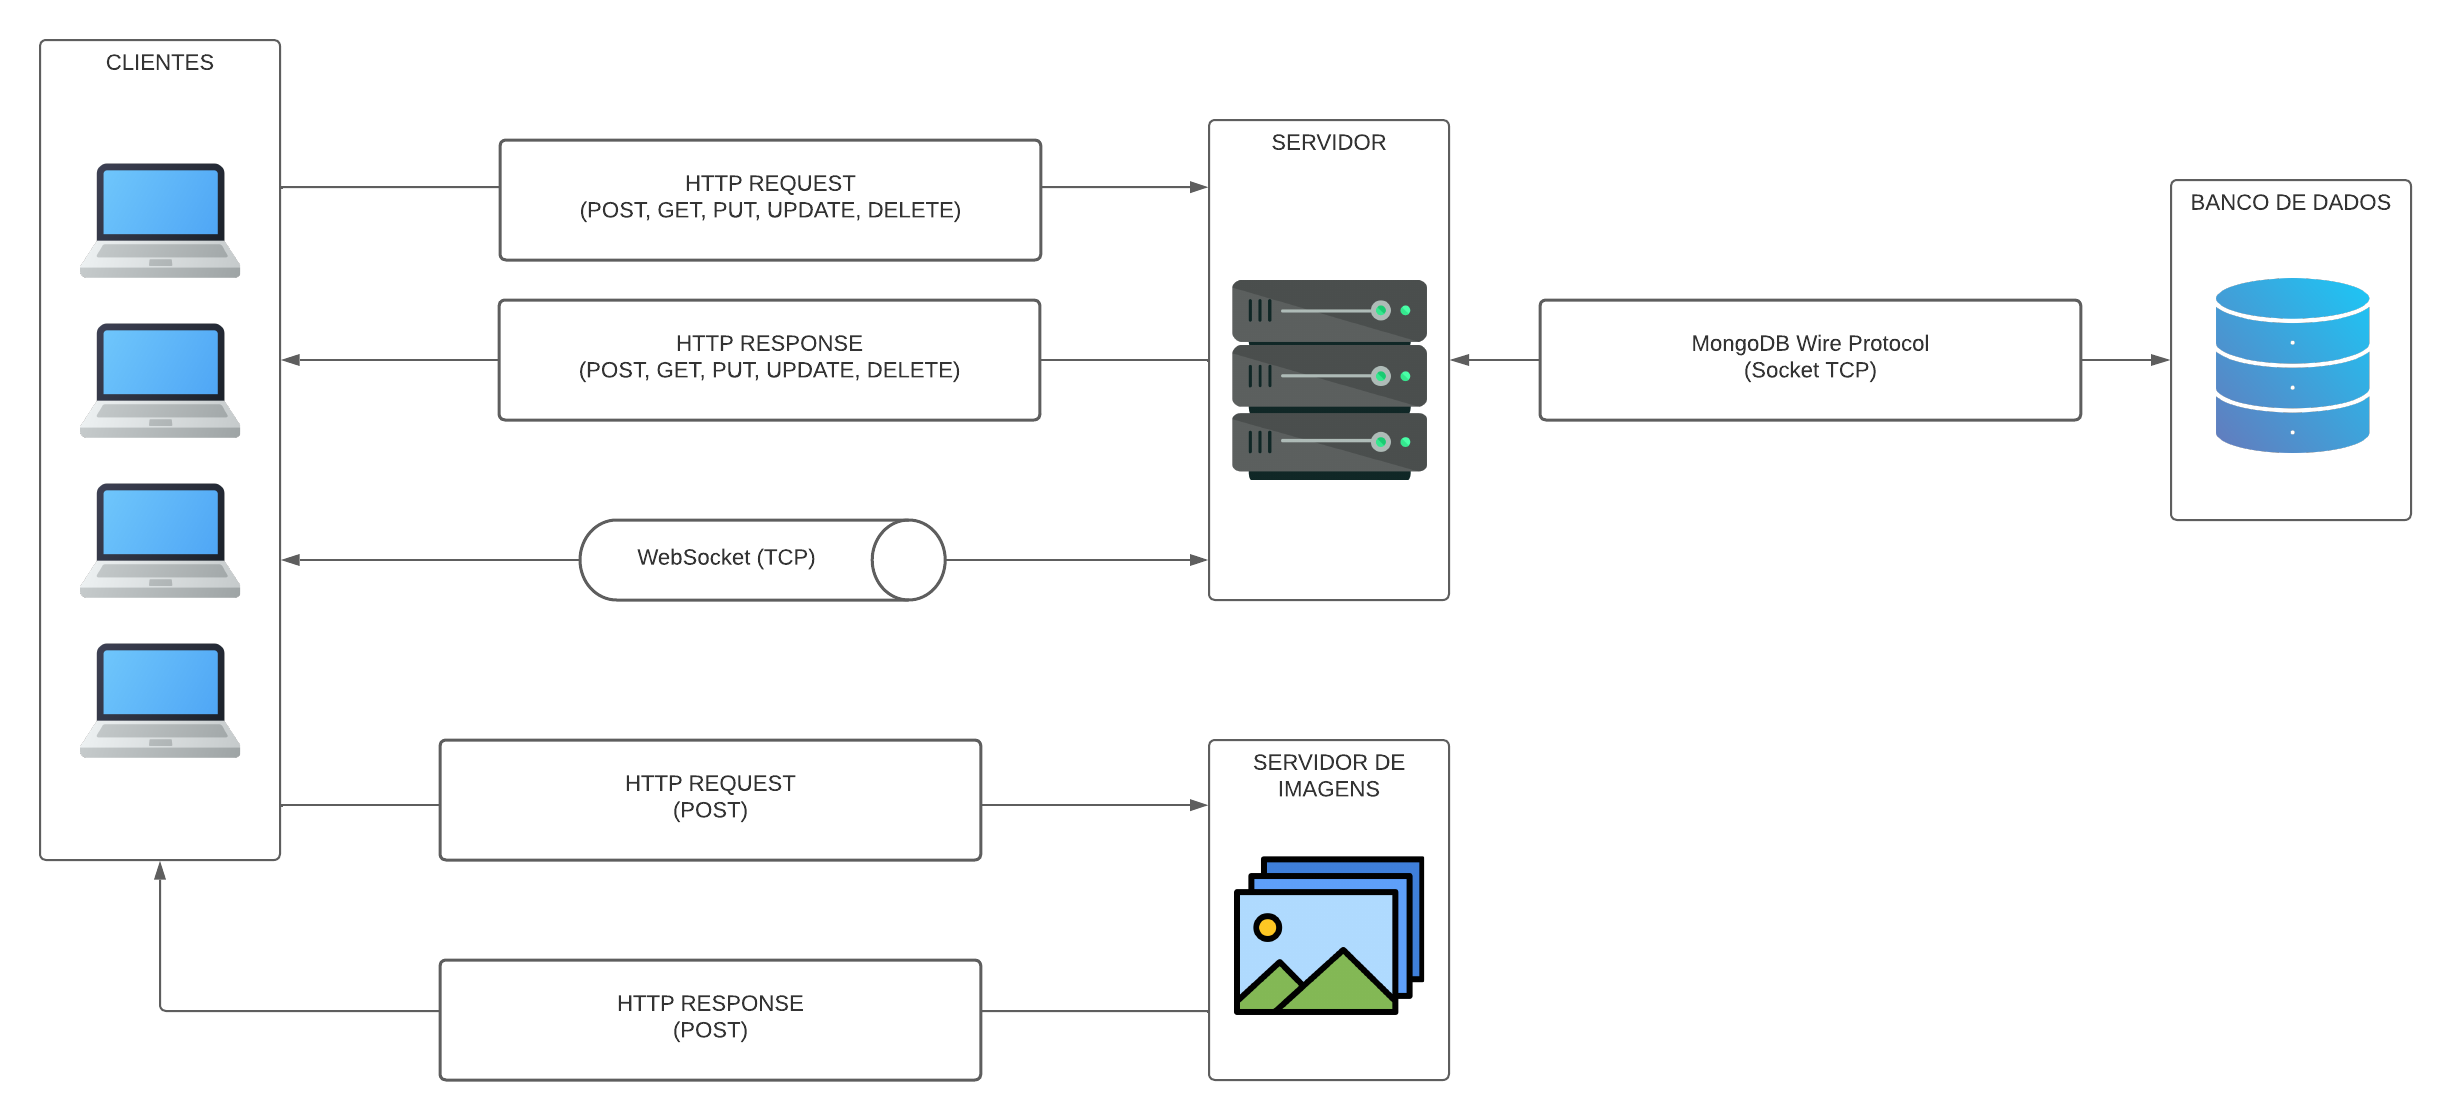 CLIENTES
HTTP REQUEST
(POST, GET, PUT, UPDATE, DELETE)
HTTP RESPONSE
(POST, GET, PUT, UPDATE, DELETE)
WebSocket (TCP)
SERVIDOR
MongoDB Wire Protocol
(Socket TCP)
BANCO DE DADOS
HTTP REQUEST
(POST)
HTTP RESPONSE
(POST)
SERVIDOR DE
IMAGENS